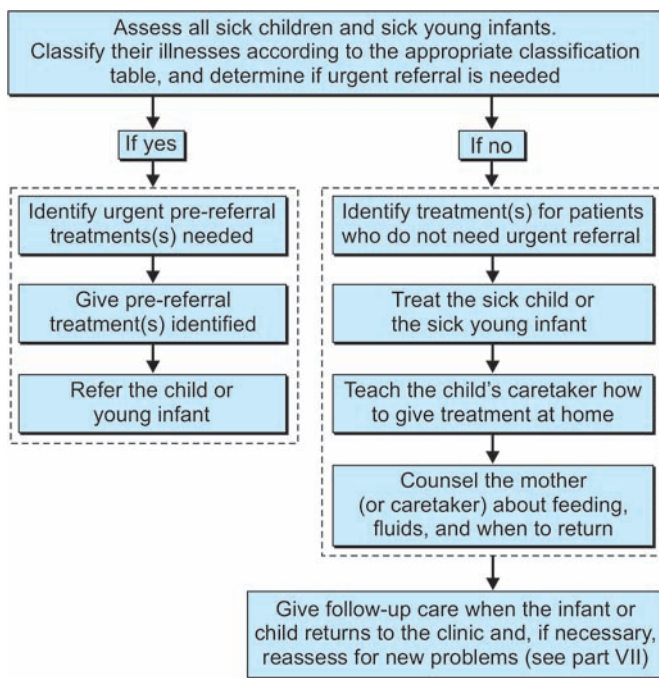 Assess all sick children and sick young infants.
Classify their illnesses according to the appropriate classification
table, and determine if urgent referral is needed
If yes
Identify urgent pre-referral
treatments(s) needed
Give pre-referral
treatment(s) identified
Refer the child or
young infant
If no
Identify treatment(s) for patients
who do not need urgent referral
Treat the sick child or
the sick young infant
Teach the child's caretaker how
to give treatment at home
Counsel the mother
(or caretaker) about feeding,
fluids, and when to return
Give follow-up care when the infant or
child returns to the clinic and, if necessary,
reassess for new problems (see part VII)